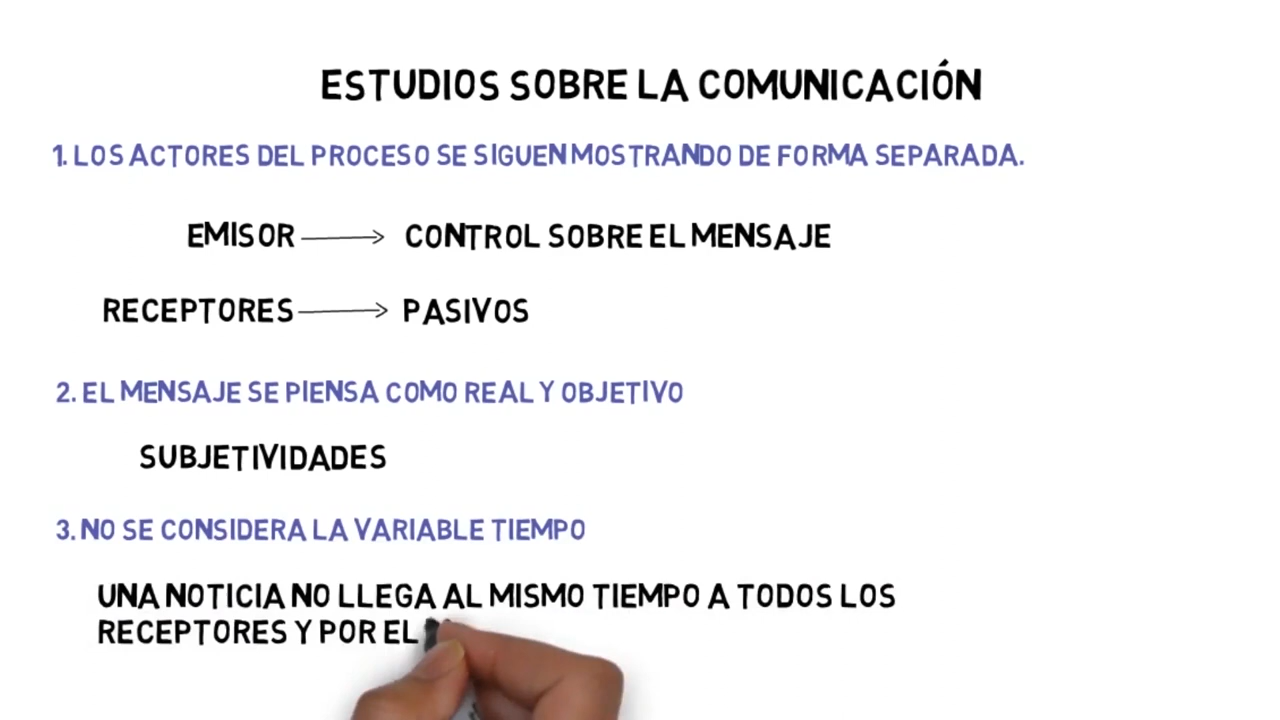 ESTUDIOS SOBRE LA COMUNICACIÓN
1. LOS ACTORES DEL PROCESO SE SIGUEN MOSTRANDO DE FORMA SEPARADA.
EMISOR → CONTROL SOBRE EL MENSAJE
RECEPTORES → PASIVOS
2. EL MENSAJE SE PIENSA COMO REAL Y OBJETIVO
SUBJETIVIDADES
3. NO SE CONSIDERA LA VARIABLE TIEMPO
UNA NOTICIA NO LLEGA AL MISMO TIEMPO A TODOS LOS
RECEPTORES Y POR EL